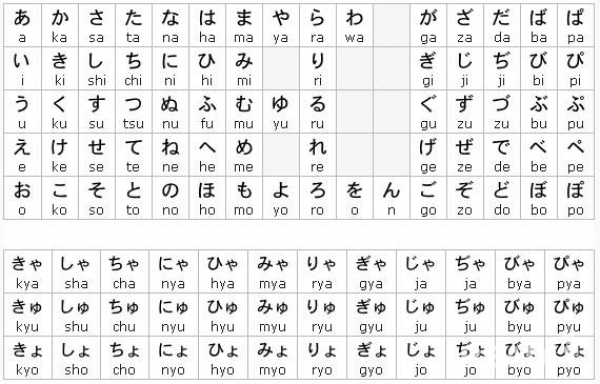 あ か さ た な は ま や ら わ が ざ だ ば ぱ
a ka sa ta na ha ma ya ra wa ga za da ba pa
い き し ち に ひ み り ぎ じ ぢ び ぴ
i ki shi chi ni hi mi ri gi ji ji bi pi
う く す つ ぬ ふ む ゆ る ぐ ず づ ぶ ぷ
u ku su tsu nu fu mu yu ru gu zu zu bu pu
え け せ て ね へ め れ げ ぜ で べ ぺ
e ke se te ne he me re ge ze de be pe
お こ そ と の ほ も よ ろ を ん ご ぞ ど ぼ ぽ
o ko so to no ho mo yo ro o n go zo do bo po
きゃ しゃ ちゃ にゃ ひゃ みゃ りゃ ぎゃ じゃ ぢゃ びゃ ぴゃ
kya sha cha nya hya mya rya gya ja ja bya pya
きゅ しゅ ちゅ にゅ ひゅ みゅ りゅ ぎゅ じゅ ぢゅ びゅ ぴゅ
kyu shu chu nyu hyu myu ryu gyu ju ju byu pyu
きょ しょ ちょ にょ ひょ みょ りょ ぎょ じょ ぢょ びょ ぴょ
kyo sho cho nyo hyo myo ryo gyo jo jo byo pyo